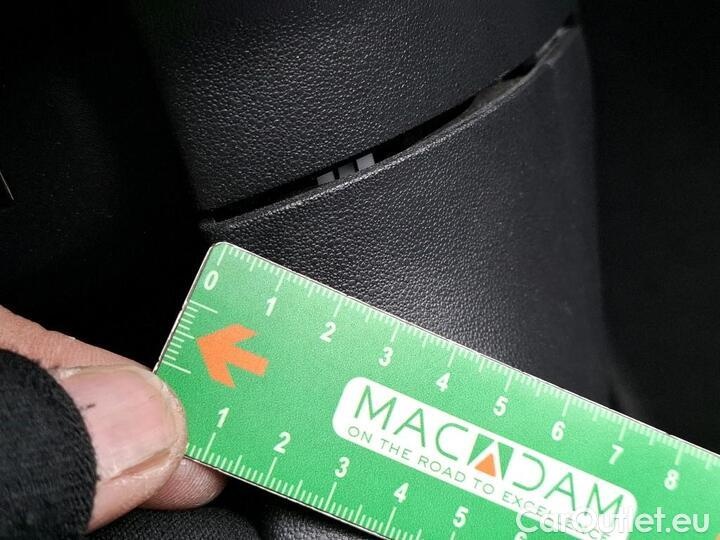 0 1 2 3 4 5 6 7 8
MACADAM
ON THE ROAD TO EXCELLENCE
1 2 3 4 5 6
CarOutlet.eu